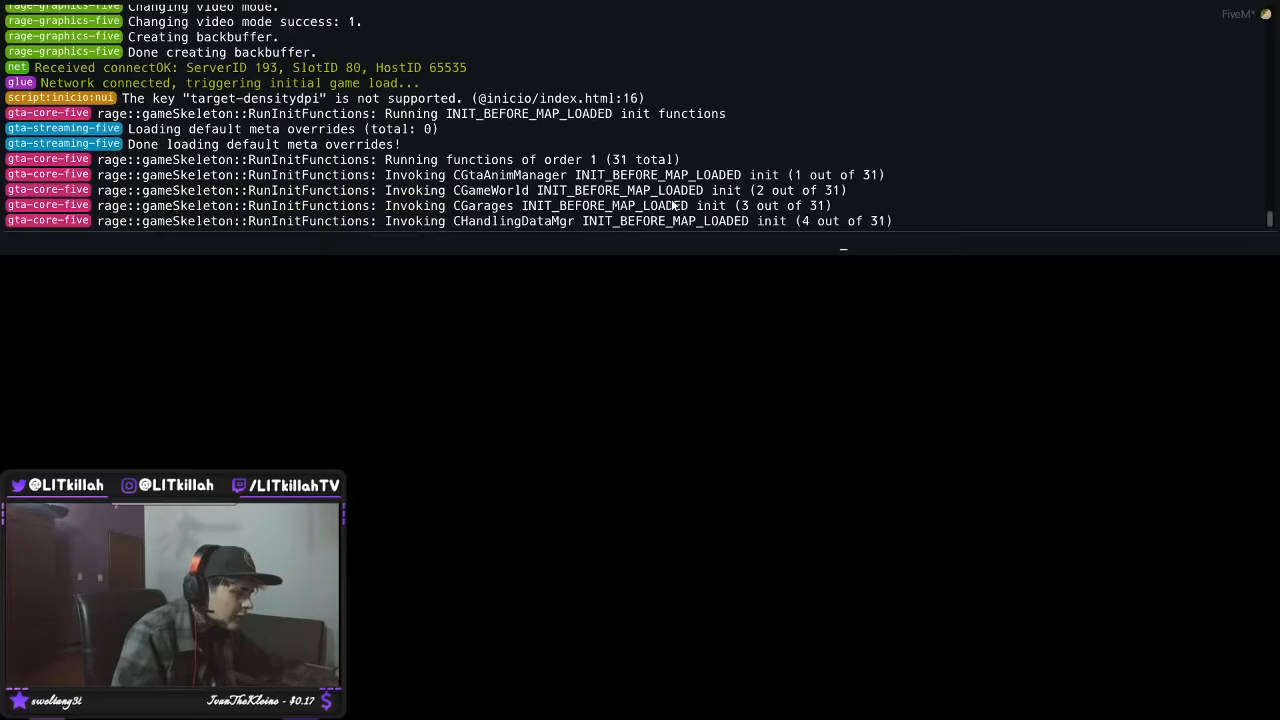 rage-graphics-five Changing video mode.
rage-graphics-five Changing video mode success: 1.
rage-graphics-five Creating backbuffer.
rage-graphics-five Done creating backbuffer.
net Received connectOK: ServerID 193, SlotID 80, HostID 65535
glue Network connected, triggering initial game load...
script:inicio:nui The key "target-densitydpi" is not supported. (@inicio/index.html:16)
gta-core-five rage::gameSkeleton::RunInitFunctions: Running INIT_BEFORE_MAP_LOADED init functions
gta-streaming-five Loading default meta overrides (total: 0)
gta-streaming-five Done loading default meta overrides!
gta-core-five rage::gameSkeleton::RunInitFunctions: Running functions of order 1 (31 total)
gta-core-five rage::gameSkeleton::RunInitFunctions: Invoking CGtaAnimManager INIT_BEFORE_MAP_LOADED init (1 out of 31)
gta-core-five rage::gameSkeleton::RunInitFunctions: Invoking CGameWorld INIT_BEFORE_MAP_LOADED init (2 out of 31)
gta-core-five rage::gameSkeleton::RunInitFunctions: Invoking CGarages INIT_BEFORE_MAP_LOADED init (3 out of 31)
gta-core-five rage::gameSkeleton::RunInitFunctions: Invoking CHandlingDataMgr INIT_BEFORE_MAP_LOADED init (4 out of 31)
FiveM*
@LITkillah @LITkillah /LITkillahTV
sweltang3t IvanTheKleine - $0.17